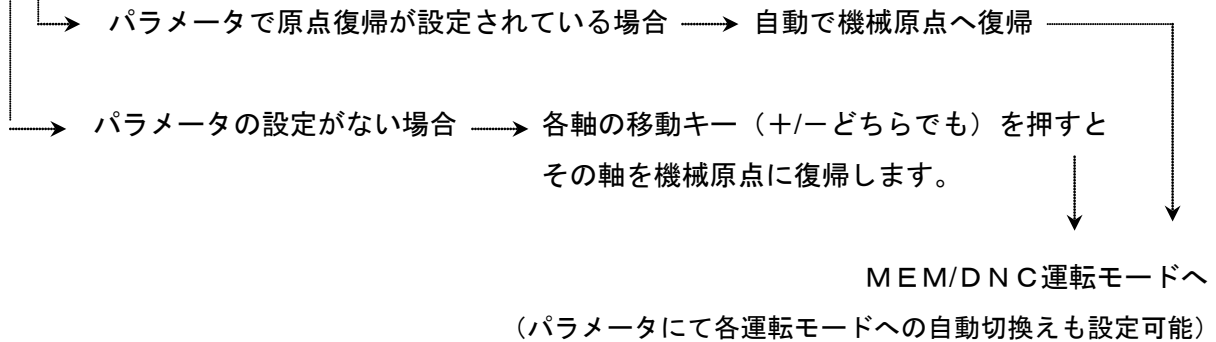 パラメータで原点復帰が設定されている場合 → 自動で機械原点へ復帰
パラメータの設定がない場合 → 各軸の移動キー（＋/－どちらでも）を押すと
その軸を機械原点に復帰します。
ＭＥＭ/ＤＮＣ運転モードへ
（パラメータにて各運転モードへの自動切換えも設定可能）